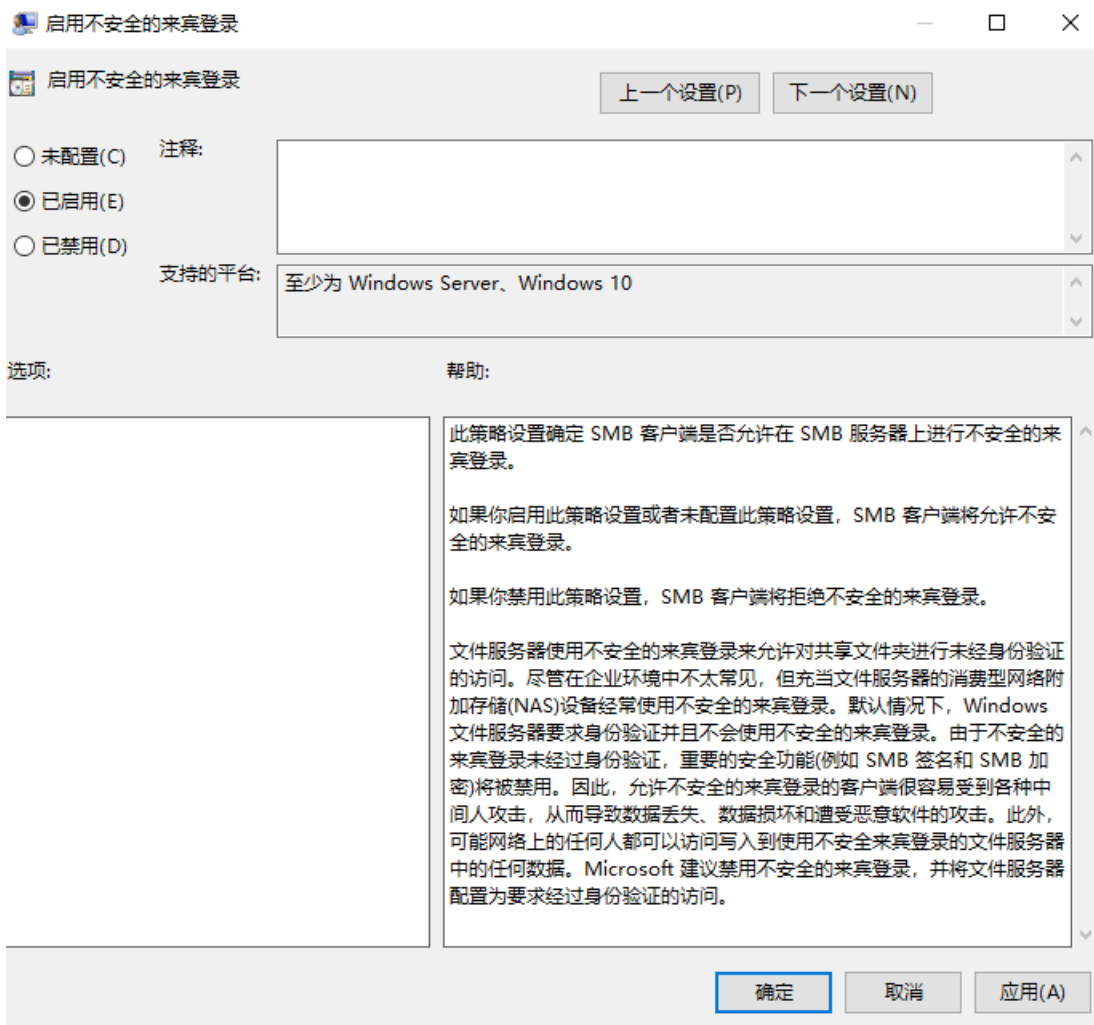 启用不安全的来宾登录
启用不安全的来宾登录
上一个设置(P)
下一个设置(N)
未配置(C)
注释:
已启用(E)
已禁用(D)
支持的平台:
至少为 Windows Server、Windows 10
选项:
帮助:
此策略设置确定 SMB 客户端是否允许在 SMB 服务器上进行不安全的来
宾登录。
如果你启用此策略设置或者未配置此策略设置，SMB 客户端将允许不安
全的来宾登录。
如果你禁用此策略设置，SMB 客户端将拒绝不安全的来宾登录。
文件服务器使用不安全的来宾登录来允许对共享文件夹进行未经身份验证
的访问。尽管在企业环境中不太常见，但充当文件服务器的消费型网络附
加存储(NAS)设备经常使用不安全的来宾登录。默认情况下，Windows
文件服务器要求身份验证并且不会使用不安全的来宾登录。由于不安全的
来宾登录未经过身份验证，重要的安全功能(例如 SMB 签名和 SMB 加
密)将被禁用。因此，允许不安全的来宾登录的客户端很容易受到各种中
间人攻击，从而导致数据丢失、数据损坏和遭受恶意软件的攻击。此外，
可能网络上的任何人都可以访问写入到使用不安全来宾登录的文件服务器
中的任何数据。Microsoft 建议禁用不安全的来宾登录，并将文件服务器
配置为要求经过身份验证的访问。
确定
取消
应用(A)